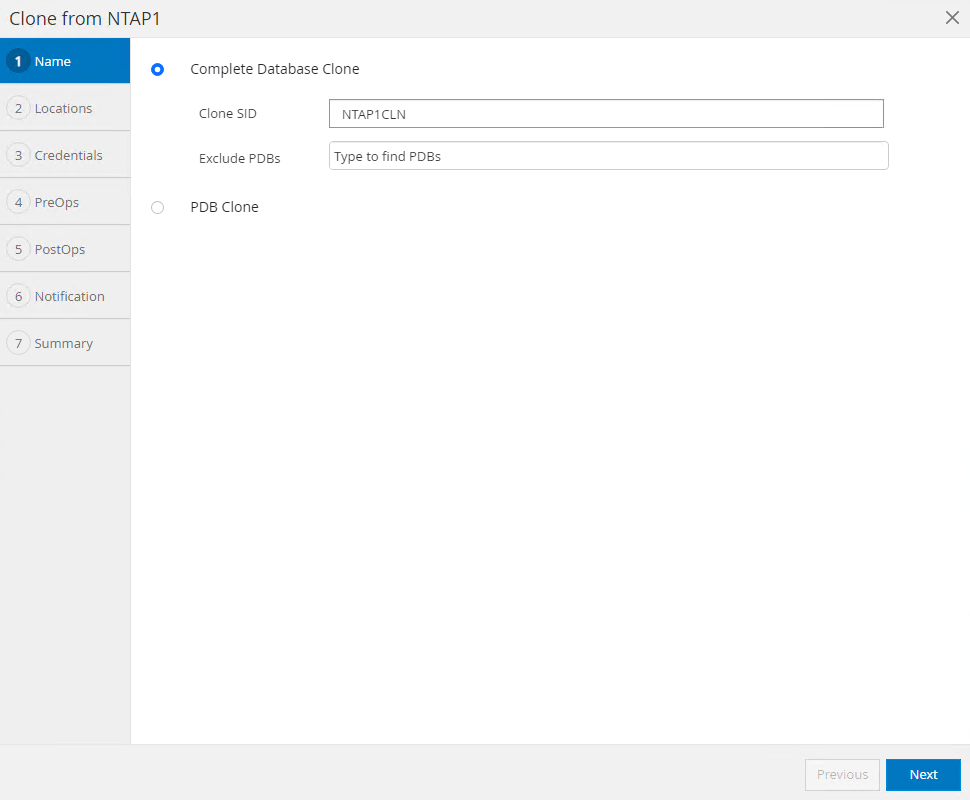 Clone from NTAP1
1 Name
2 Locations
3 Credentials
4 PreOps
5 PostOps
6 Notification
7 Summary
Complete Database Clone
Clone SID
NTAP1CLN
Exclude PDBs
Type to find PDBs
PDB Clone
Previous
Next